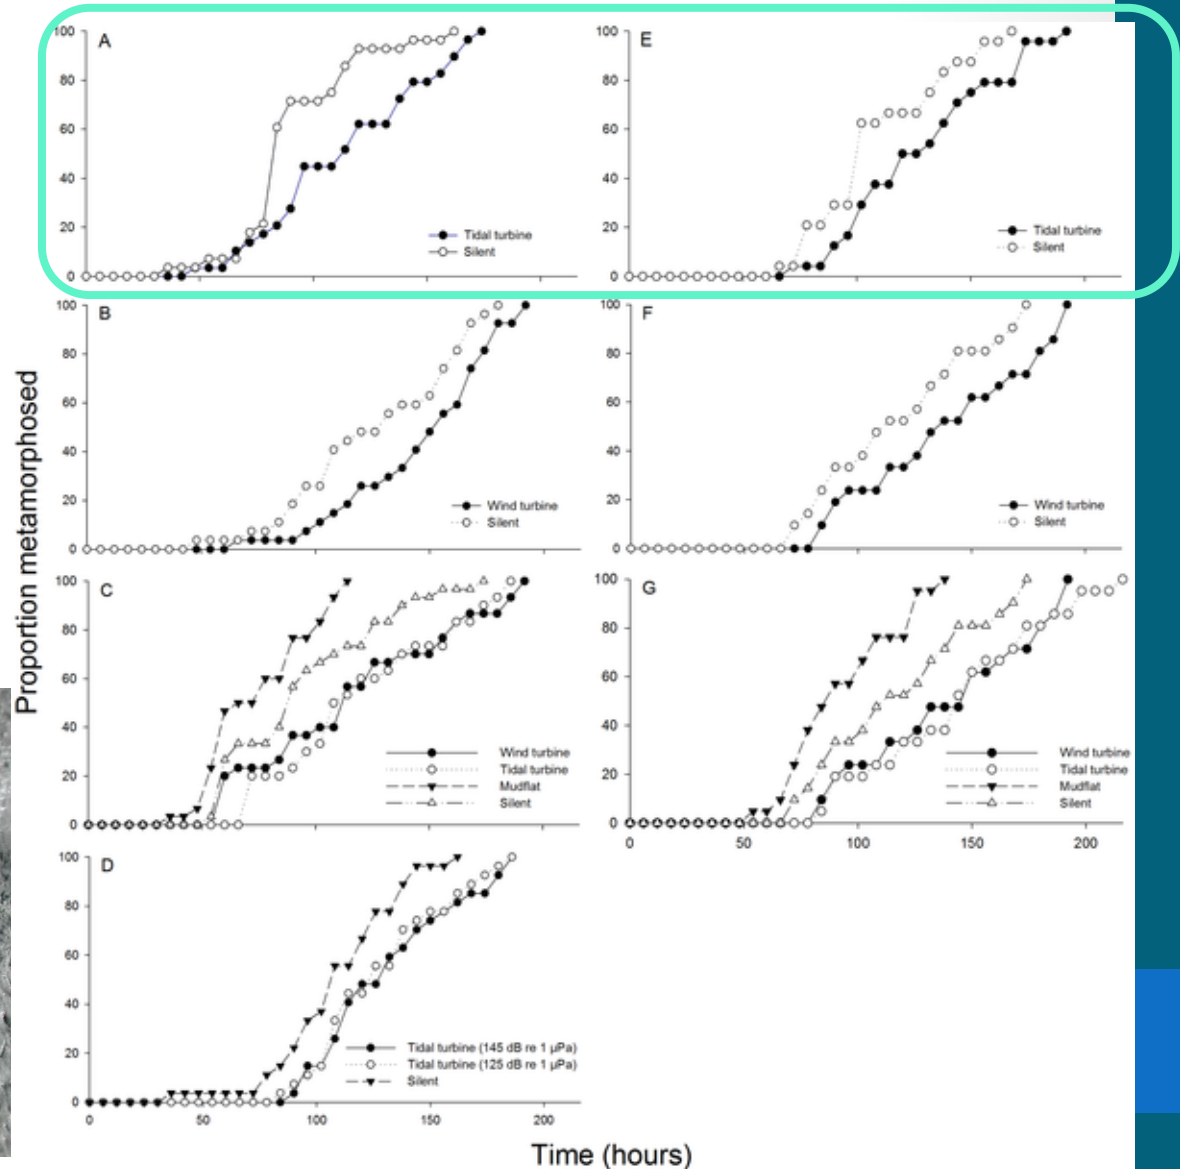 A
100
80
60
40
20
0
Tidal turbine
Silent
E
100
80
60
40
20
0
Tidal turbine
Silent
B
100
80
60
40
20
0
Wind turbine
Silent
F
100
80
60
40
20
0
Wind turbine
Silent
Proportion metamorphosed
C
100
80
60
40
20
0
Wind turbine
Tidal turbine
Mudflat
Silent
G
100
80
60
40
20
0
Wind turbine
Tidal turbine
Mudflat
Silent
0 50 100 150 200
D
100
80
60
40
20
0
Tidal turbine (145 dB re 1 µPa)
Tidal turbine (125 dB re 1 µPa)
Silent
0 50 100 150 200
Time (hours)